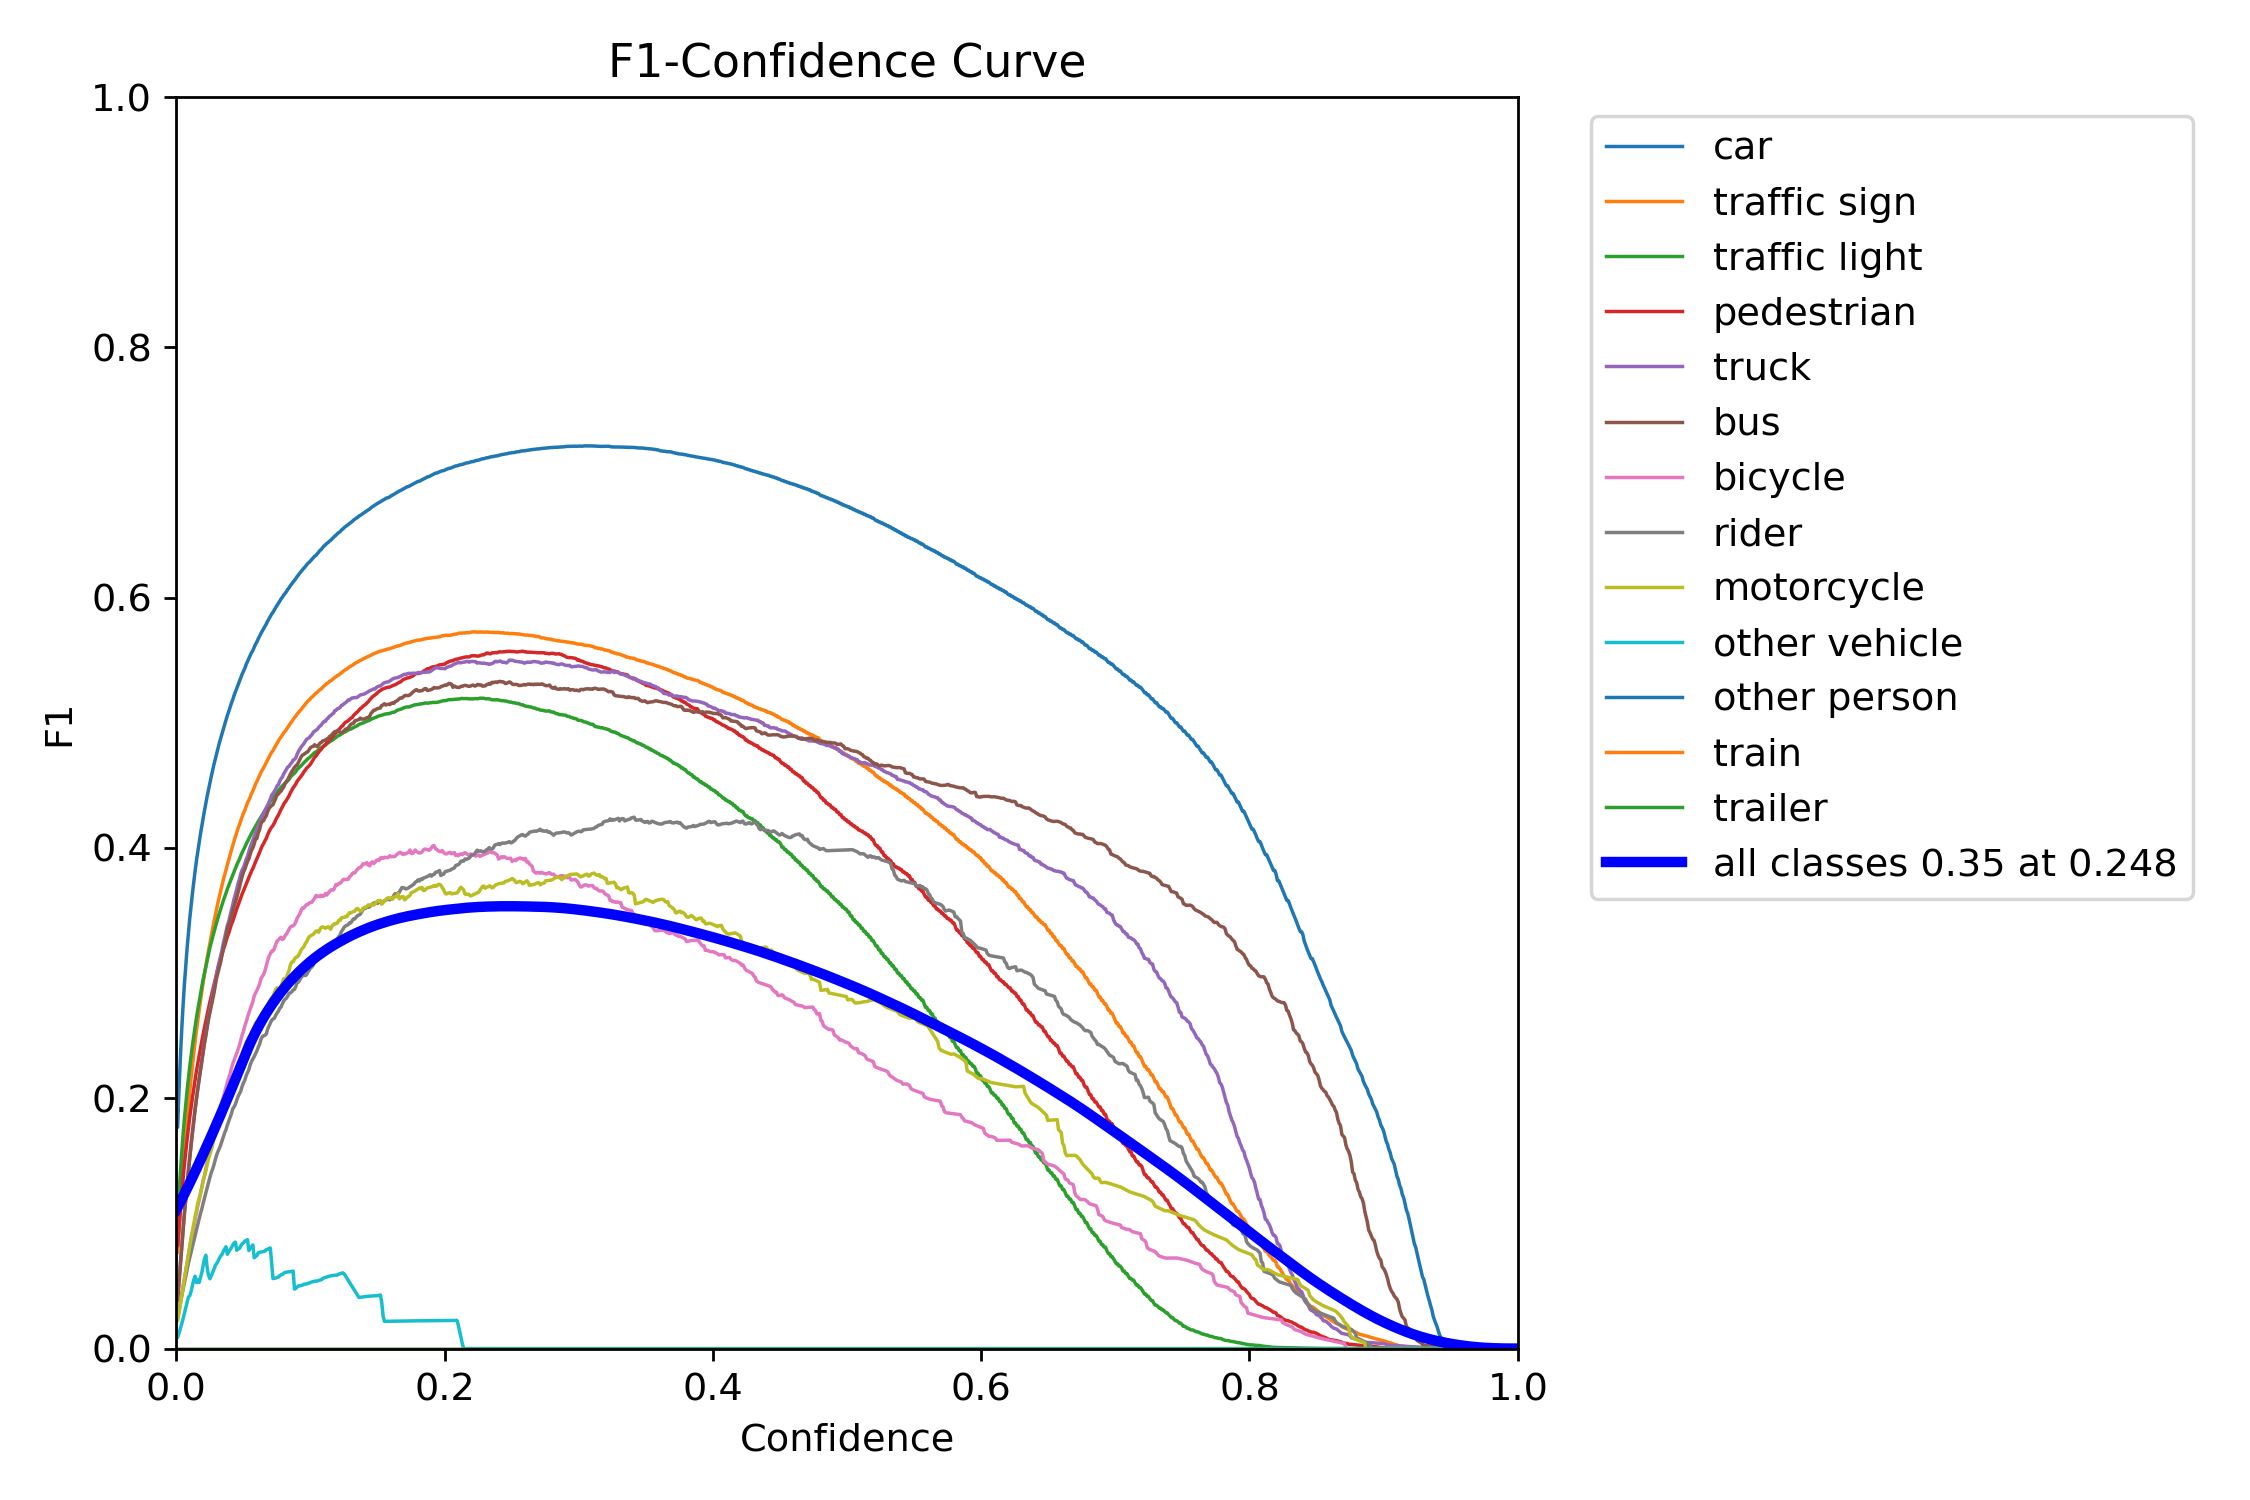 F1-Confidence Curve
1.0
0.8
0.6
0.4
0.2
0.0
F1
0.0 0.2 0.4 0.6 0.8 1.0
Confidence
car
traffic sign
traffic light
pedestrian
truck
bus
bicycle
rider
motorcycle
other vehicle
other person
train
trailer
all classes 0.35 at 0.248